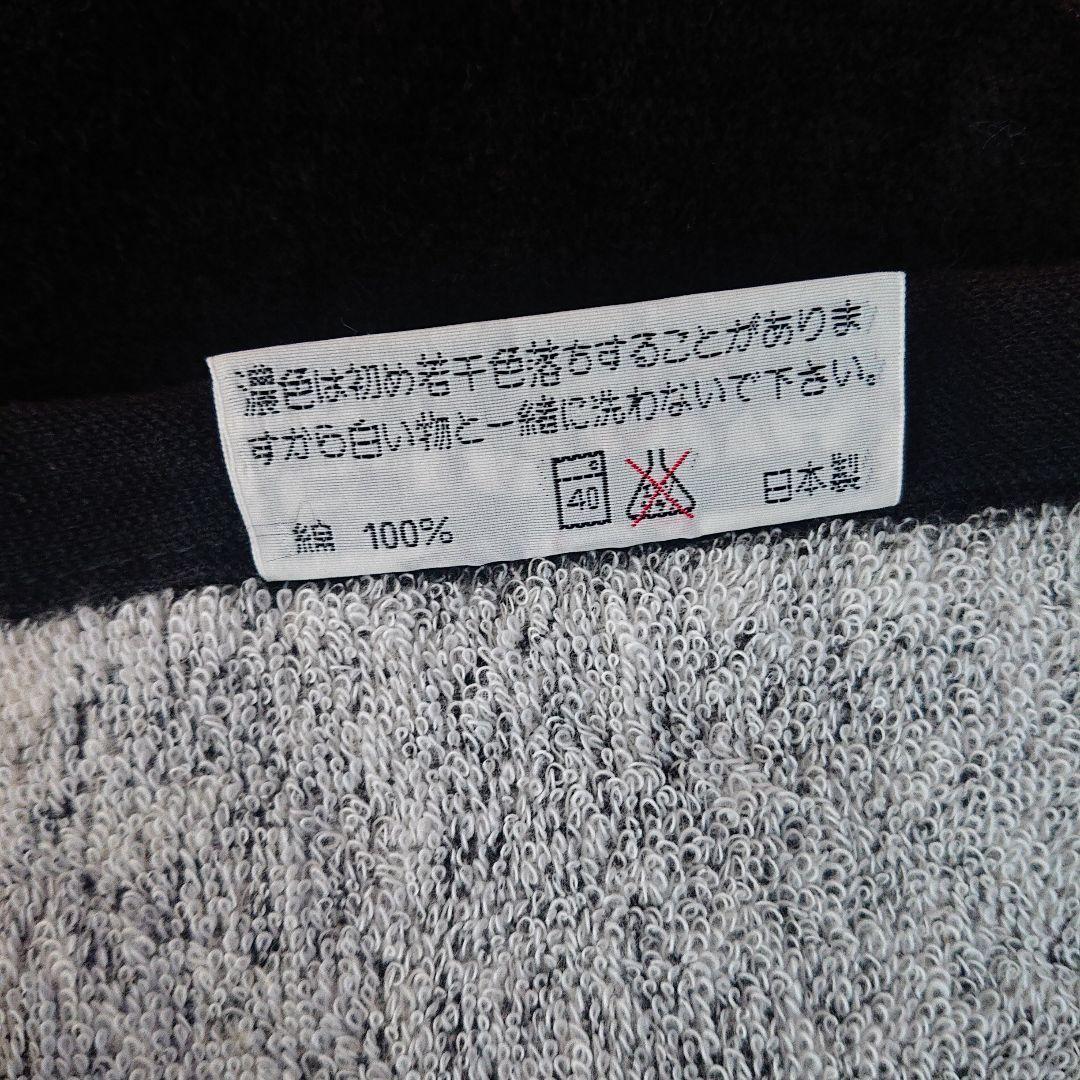 濃色は初め若干色落ちすることがありま
すから白い物と一緒に洗わないで下さい。
40
綿 100% 日本製